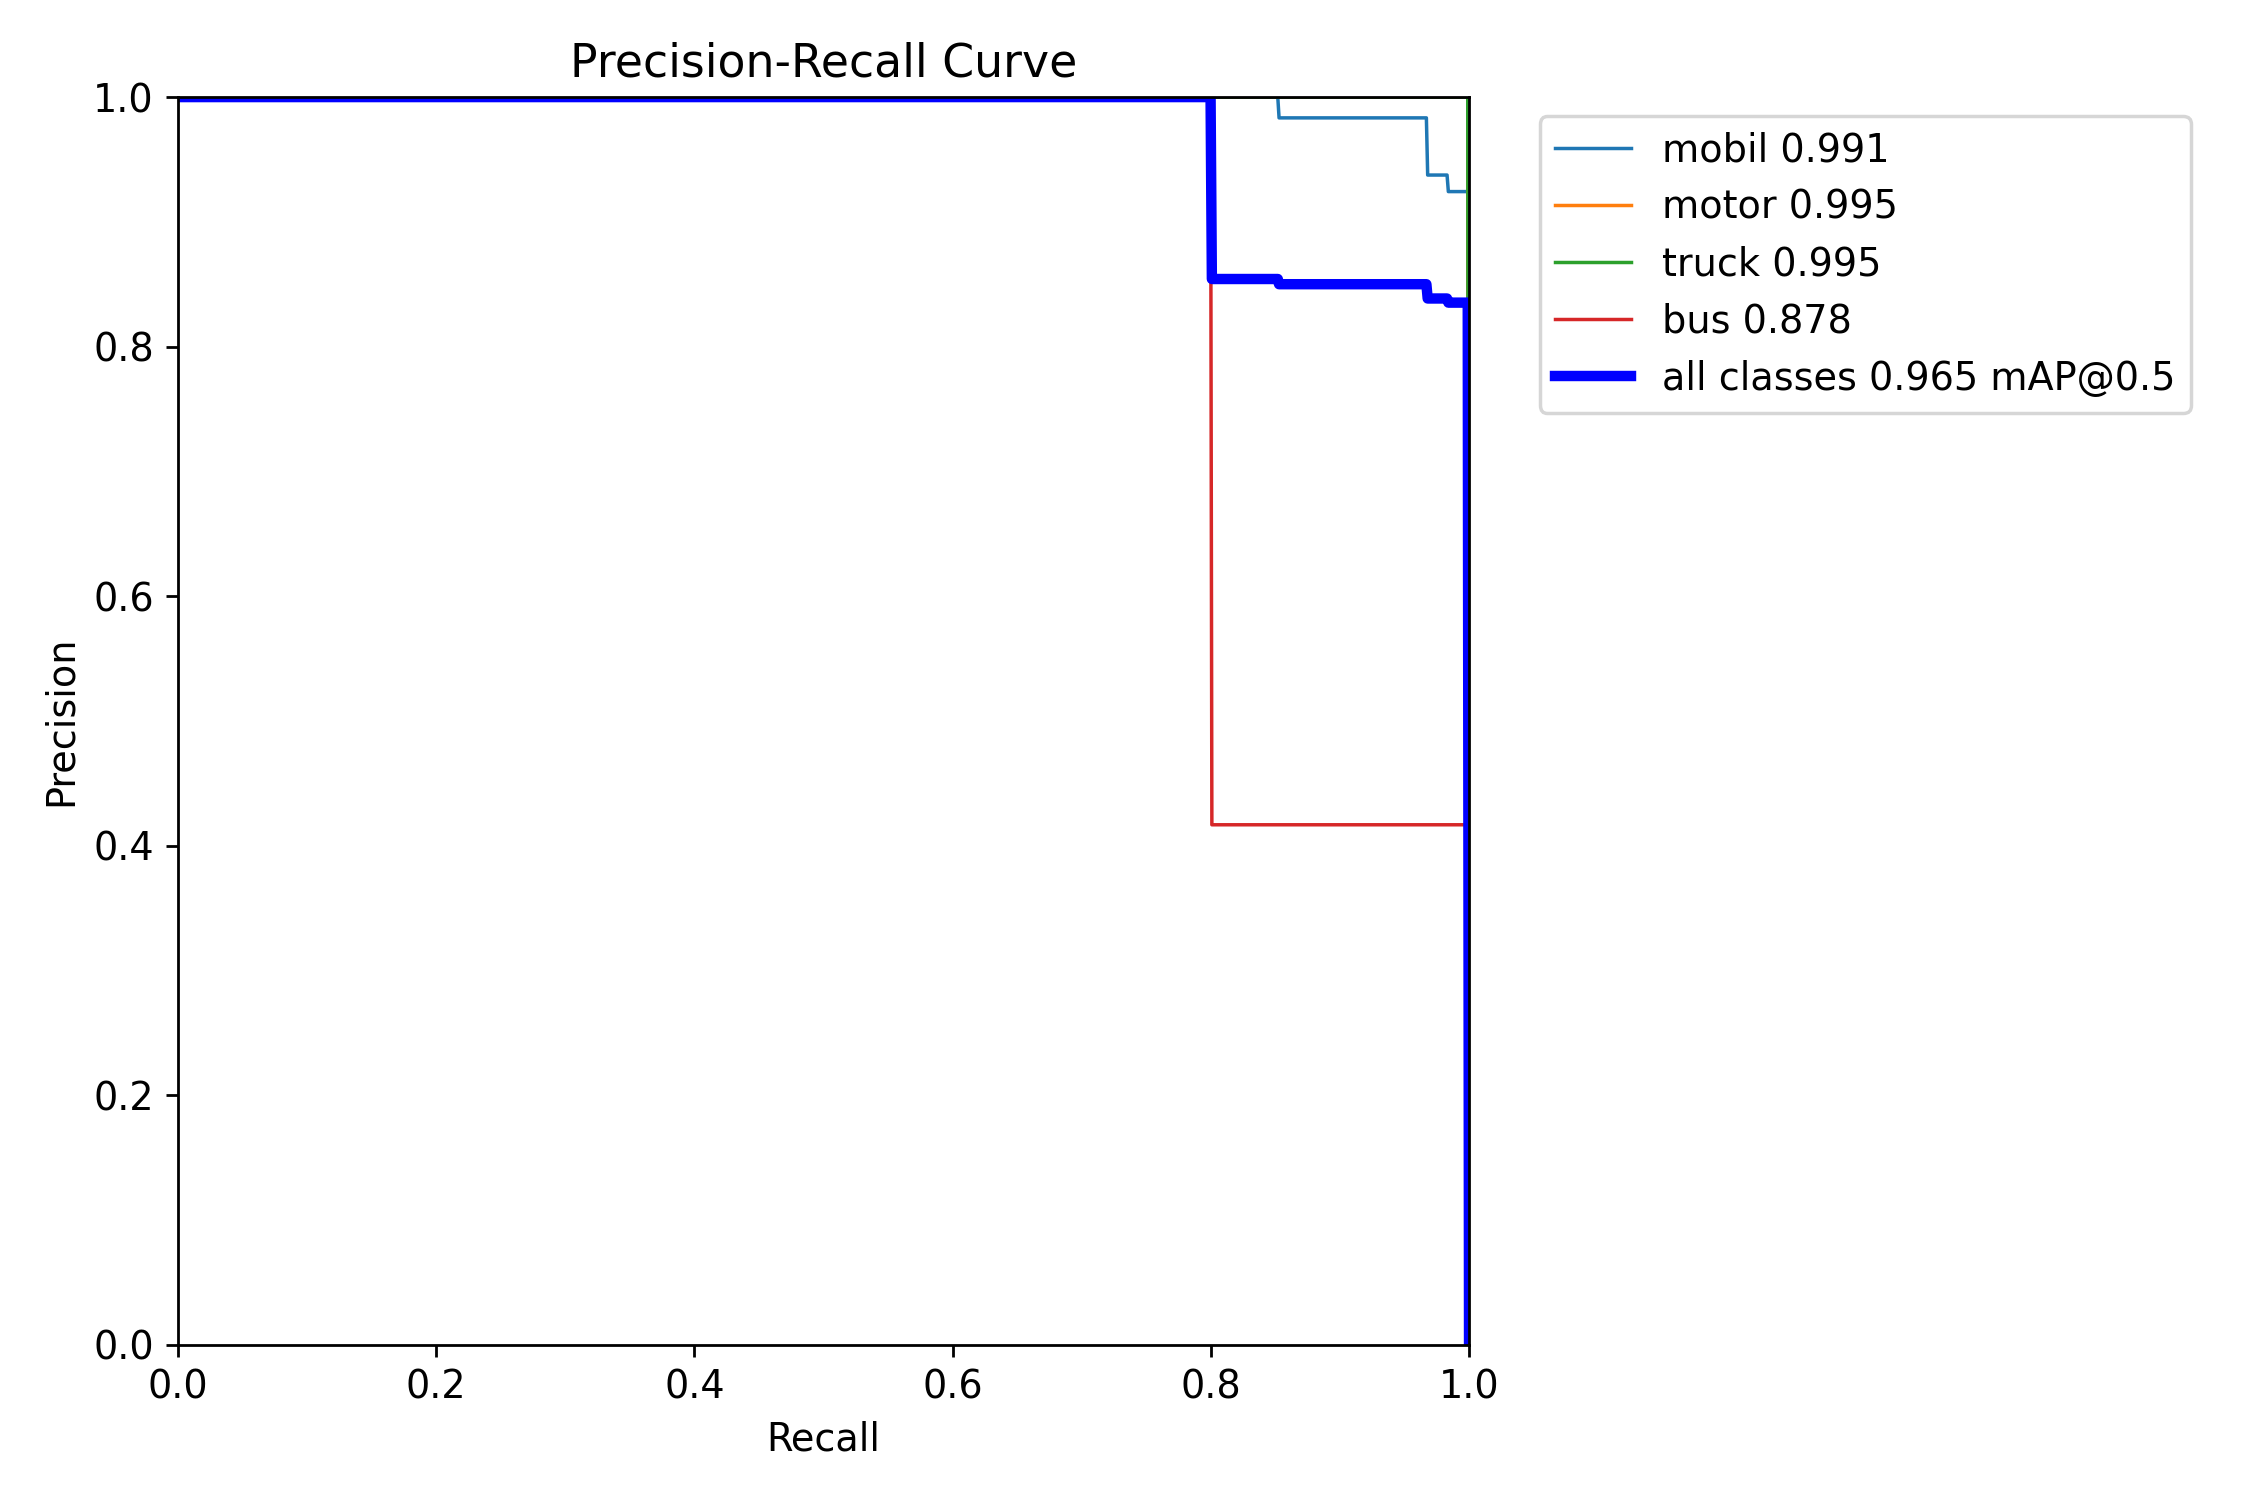 Precision-Recall Curve
1.0
0.8
0.6
0.4
0.2
0.0
Precision
0.0 0.2 0.4 0.6 0.8 1.0
Recall
mobil 0.991
motor 0.995
truck 0.995
bus 0.878
all classes 0.965 mAP@0.5